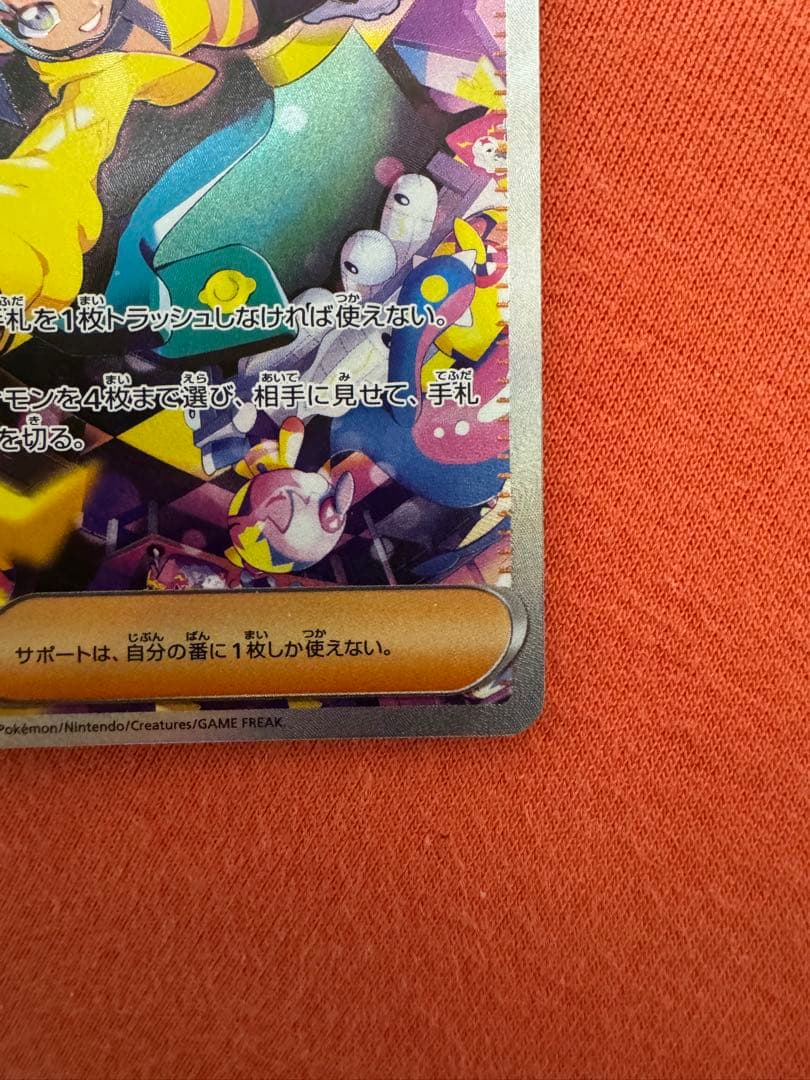 手札を1枚トラッシュしなければ使えない。
モンを4枚まで選び、相手に見せて、手札
を切る。
サポートは、自分の番に1枚しか使えない。
Pokémon/Nintendo/Creatures/GAME FREAK.